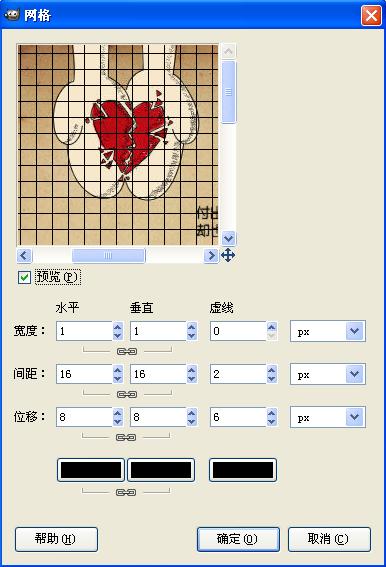 网格
付出
却也
预览(P)
水平 垂直 虚线
宽度： 1 1 0 px
间距： 16 16 2 px
位移： 8 8 6 px
帮助(H) 确定(O) 取消(C)